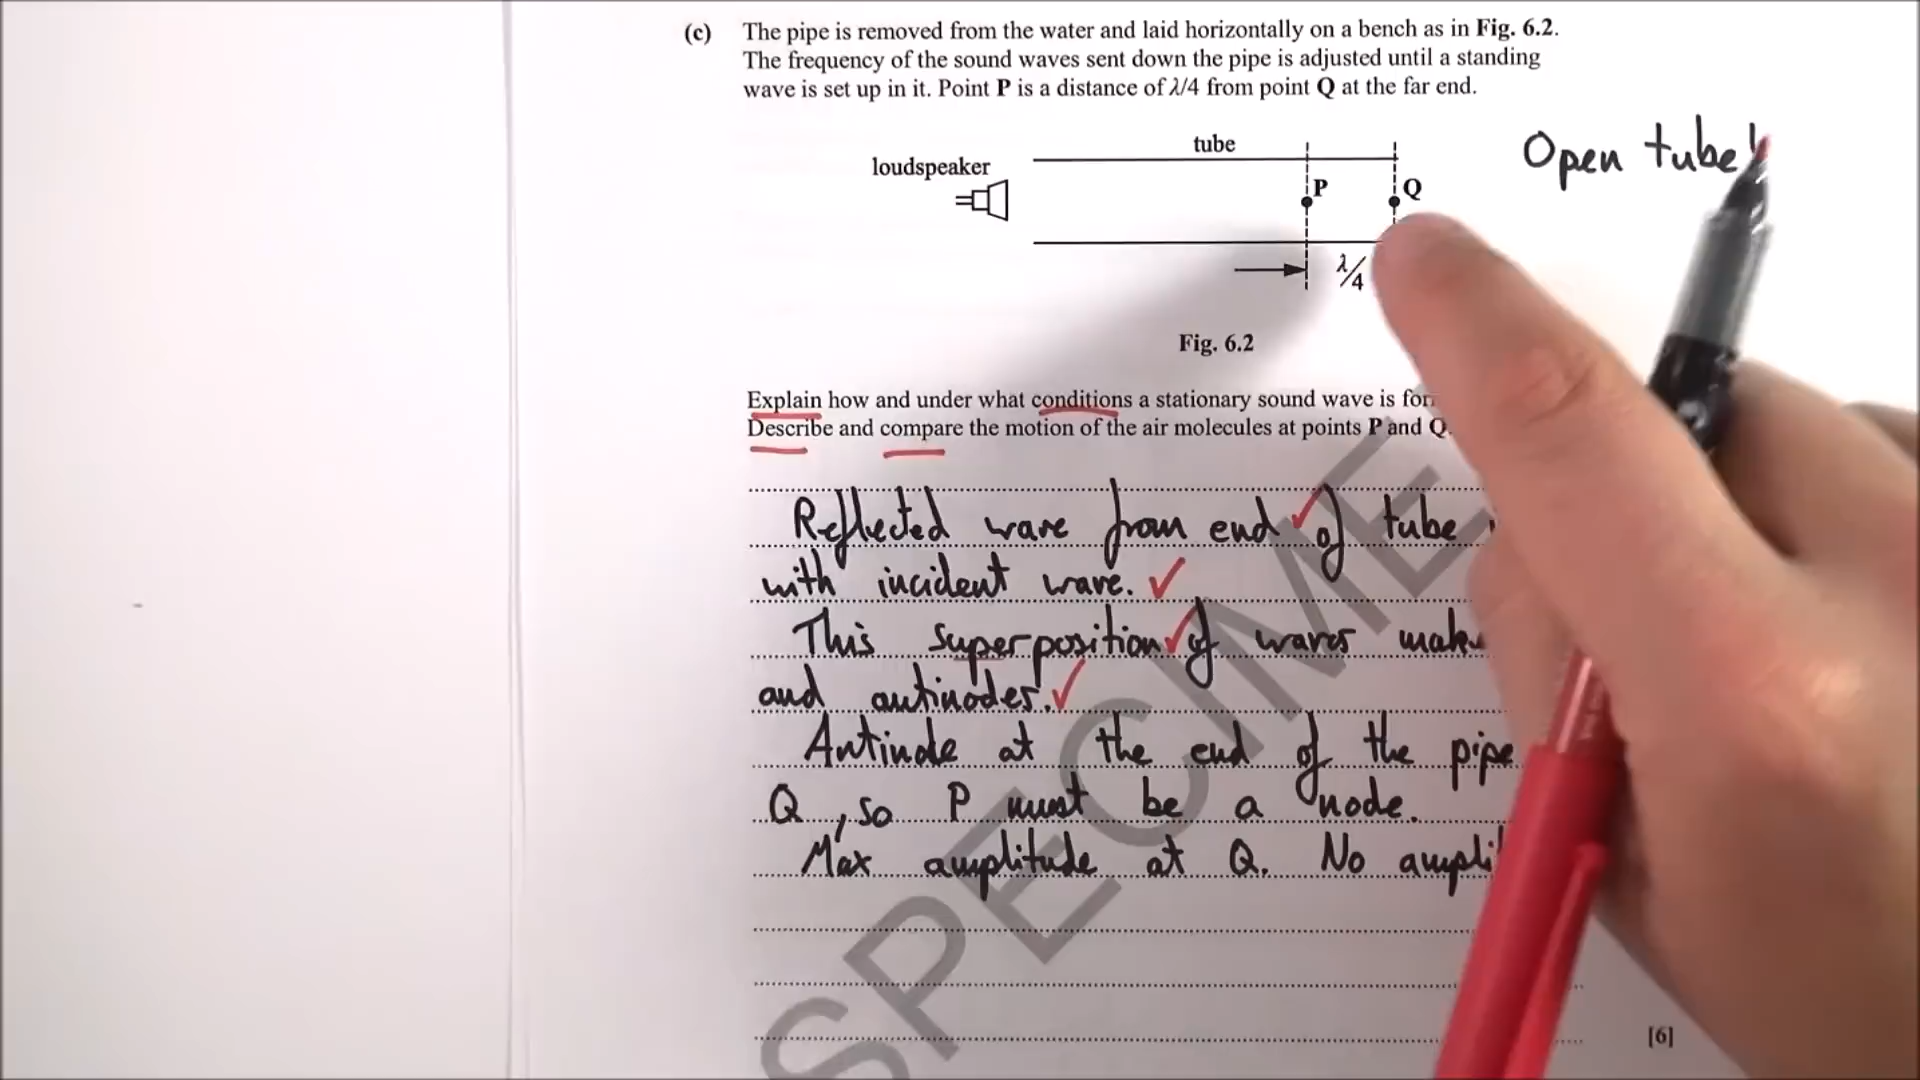 (c) The pipe is removed from the water and laid horizontally on a bench as in Fig. 6.2.
The frequency of the sound waves sent down the pipe is adjusted until a standing
wave is set up in it. Point P is a distance of λ/4 from point Q at the far end.
Open tube
tube
loudspeaker
P
Q
λ/4
Fig. 6.2
Explain how and under what conditions a stationary sound wave is
Describe and compare the motion of the air molecules at points P and Q.
Reflected wave from end of tube
with incident wave.
This superposition of waves
and antinodes.
Antinode at the end of the pipe
Q, so P must be a node.
Max amplitude at Q. No
[6]
SPECIME